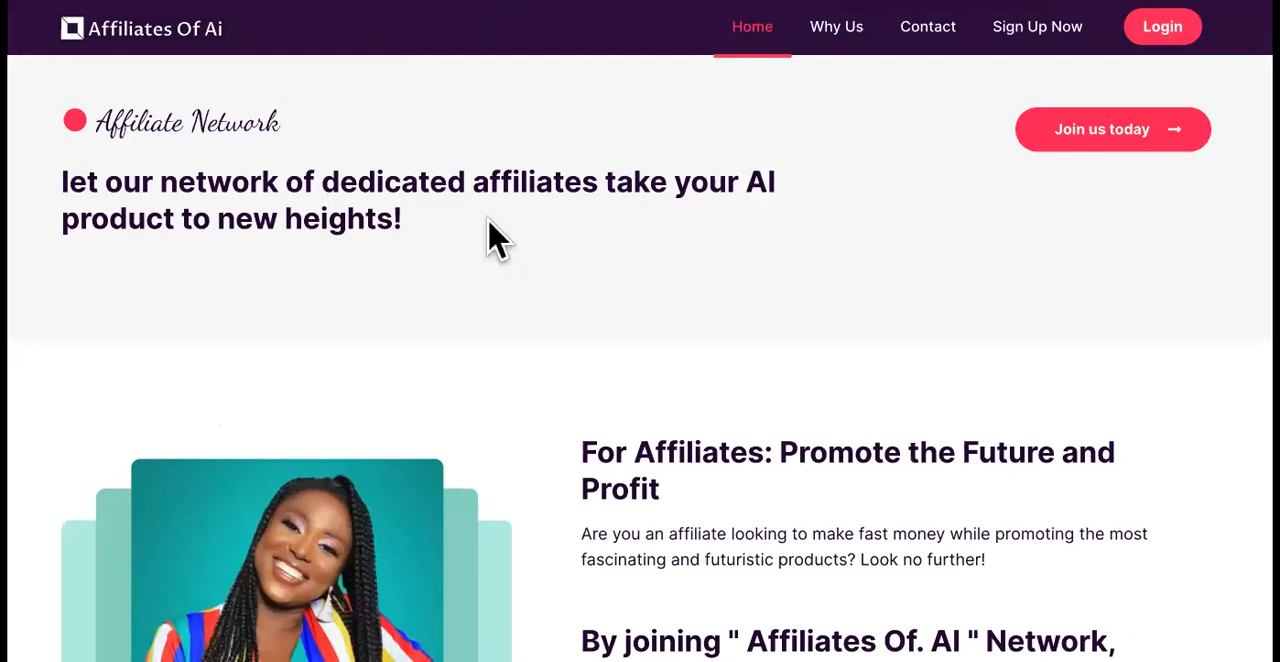 Affiliates Of Ai
Home Why Us Contact Sign Up Now Login
Affiliate Network
Join us today
let our network of dedicated affiliates take your AI
product to new heights!
For Affiliates: Promote the Future and
Profit
Are you an affiliate looking to make fast money while promoting the most
fascinating and futuristic products? Look no further!
By joining " Affiliates Of. AI " Network,